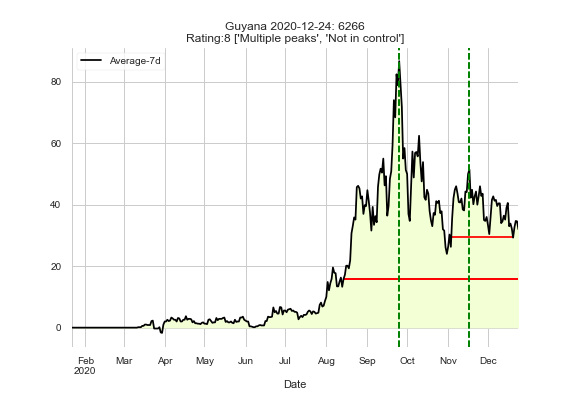 Guyana 2020-12-24: 6266
Rating:8 ['Multiple peaks', 'Not in control']
Average-7d
80
60
40
20
0
Feb Mar Apr May Jun Jul Aug Sep Oct Nov Dec
2020
Date